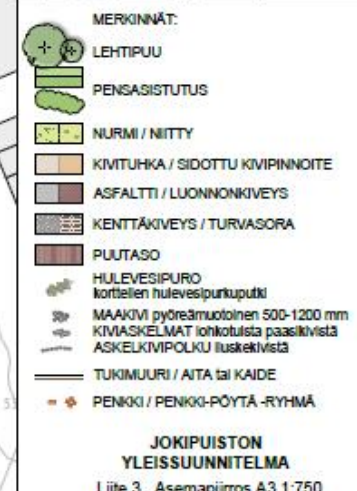 MERKINNÄT:
LEHTIPUU
PENSASISTUTUS
NURMI / NIITTY
KIVITUHKA / SIDOTTU KIVIPINNOITE
ASFALTTI / LUONNONKIVEYS
KENTTÄKIVEYS / TURVASORA
PUUTASO
HULEVESIPURO
korttelien hulevesipurkuputki
MAAKIVI pyöreämuotoinen 500-1200 mm
KIVIASKELMAT lohkotuista paasikivistä
ASKELKIVIPOLKU liuskekivistä
TUKIMUURI / AITA tai KAIDE
PENKKI / PENKKI-PÖYTÄ -RYHMÄ
JOKIPUISTON
YLEISSUUNNITELMA
Liite 3 Asemapiirros A3 1:750